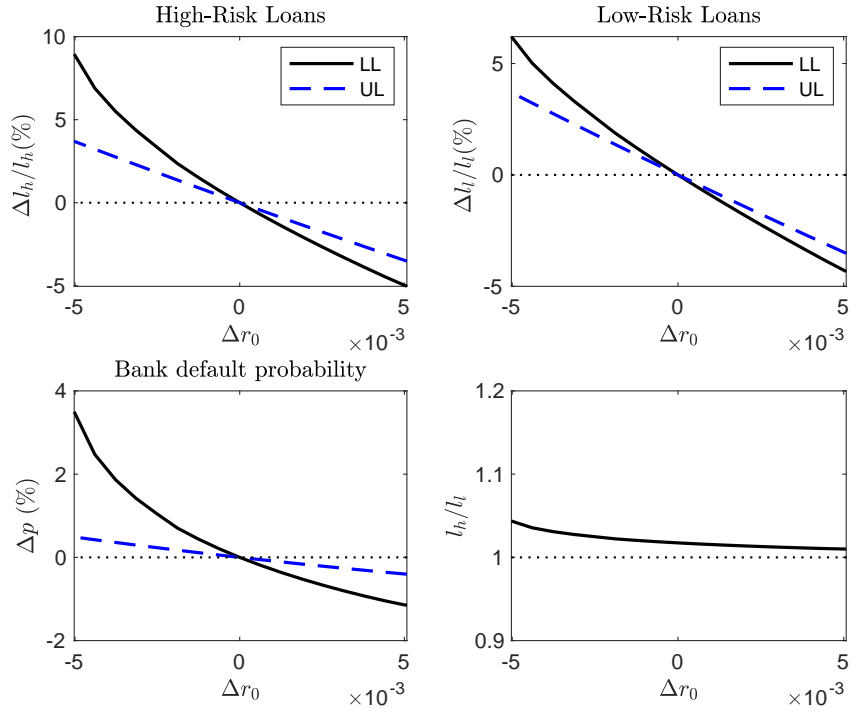 High-Risk Loans
10
5
0
-5
Δl_h/l_h(%)
LL
UL
-5
0
5
Δr_0
×10^-3
Low-Risk Loans
5
0
-5
Δl_l/l_l(%)
LL
UL
-5
0
5
Δr_0
×10^-3
Bank default probability
4
2
0
-2
Δp (%)
-5
0
5
Δr_0
×10^-3
1.2
1.1
1
0.9
l_h/l_l
-5
0
5
Δr_0
×10^-3